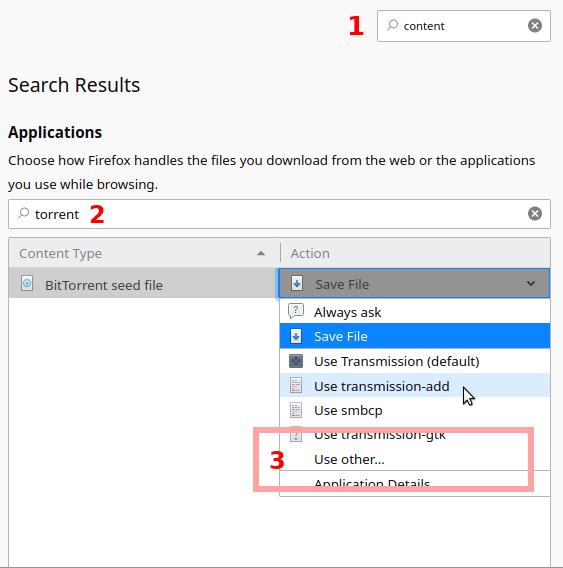 1
content
Search Results
Applications
Choose how Firefox handles the files you download from the web or the applications
you use while browsing.
torrent 2
Content Type Action
BitTorrent seed file Save File
Always ask
Save File
Use Transmission (default)
Use transmission-add
Use smbcp
Use transmission-gtk
3 Use other...
Application Details